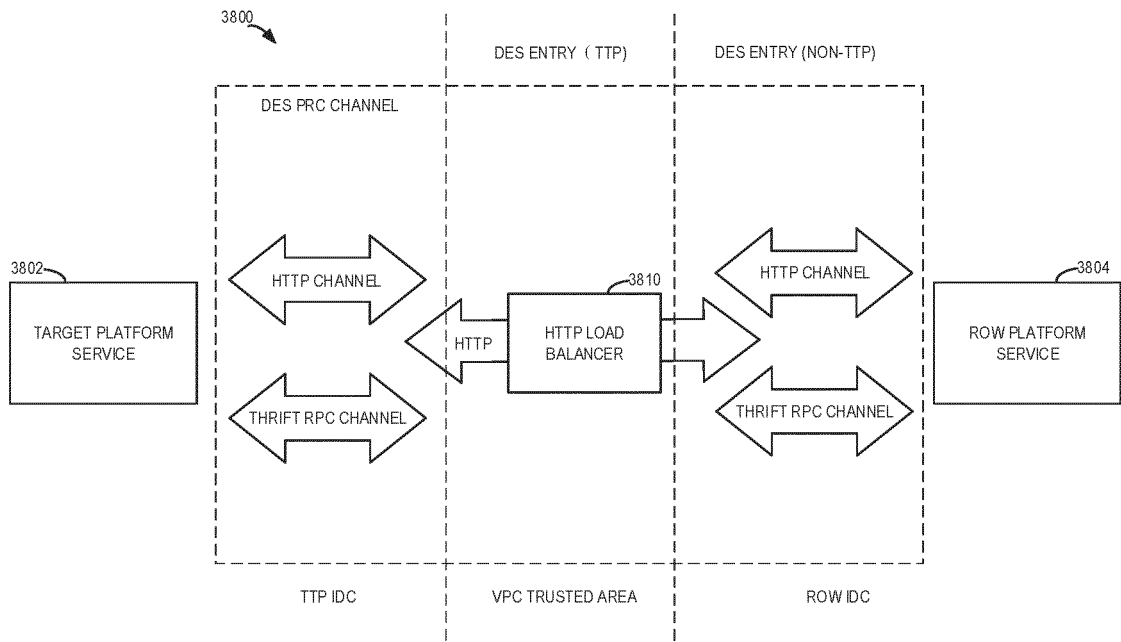 3800
DES ENTRY ( TTP)
DES ENTRY (NON-TTP)
DES PRC CHANNEL
3802
TARGET PLATFORM
SERVICE
HTTP CHANNEL
THRIFT RPC CHANNEL
HTTP
3810
HTTP LOAD
BALANCER
HTTP CHANNEL
THRIFT RPC CHANNEL
3804
ROW PLATFORM
SERVICE
TTP IDC
VPC TRUSTED AREA
ROW IDC